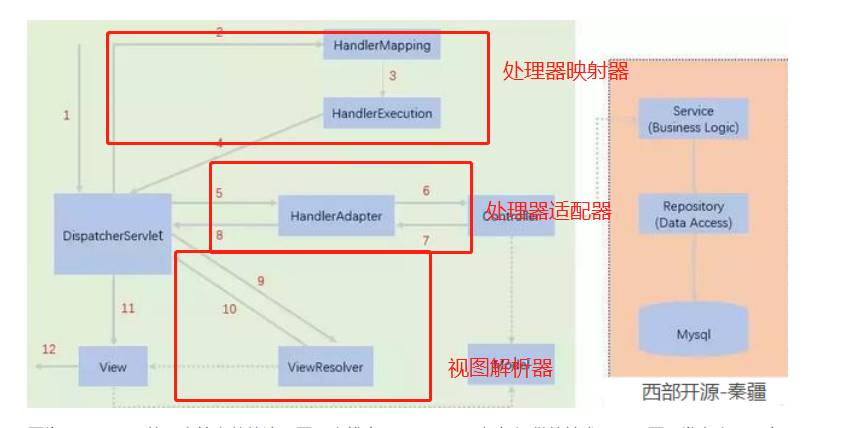 2
HandlerMapping
处理器映射器
3
1
HandlerExecution
Service
(Business Logic)
4
5
6
HandlerAdapter
处理器适配器
Repository
(Data Access)
DispatcherServlet
8
7
9
10
11
12
View
ViewResolver
视图解析器
Mysql
西部开源-秦疆